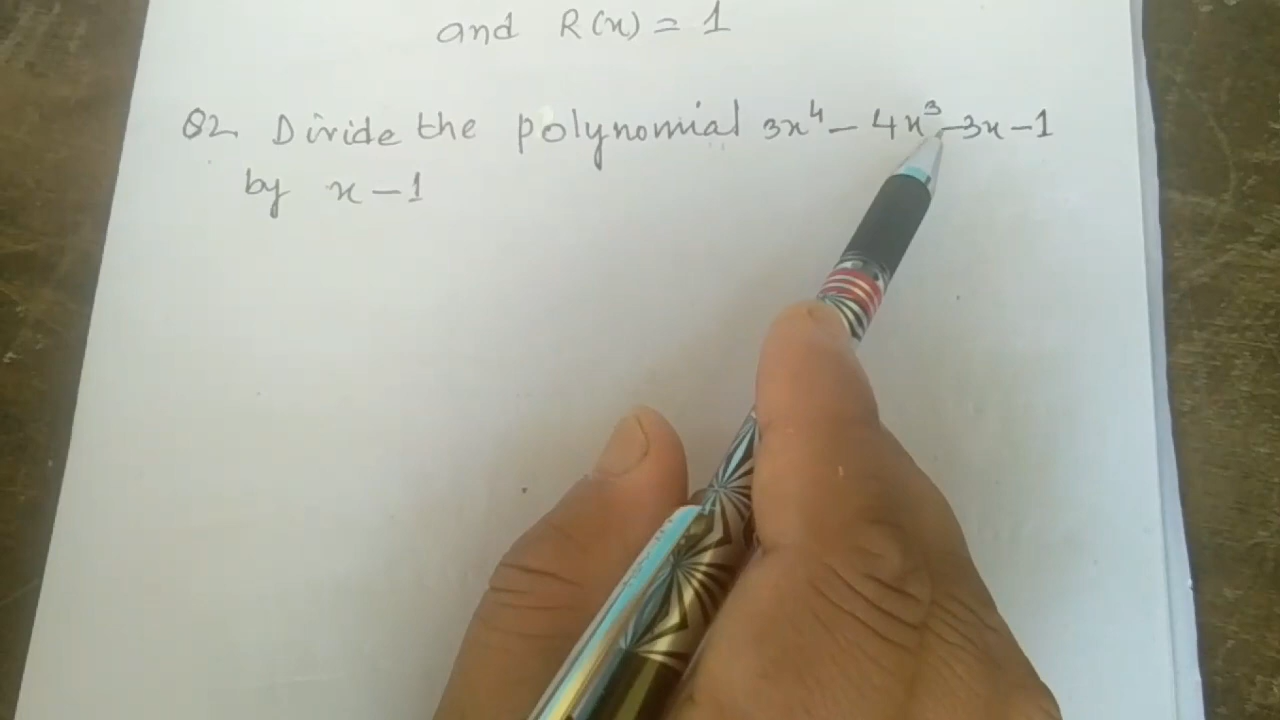 and R(x) = 1
Q2 Divide the polynomial 3x⁴ - 4x³ - 3x - 1
by x - 1